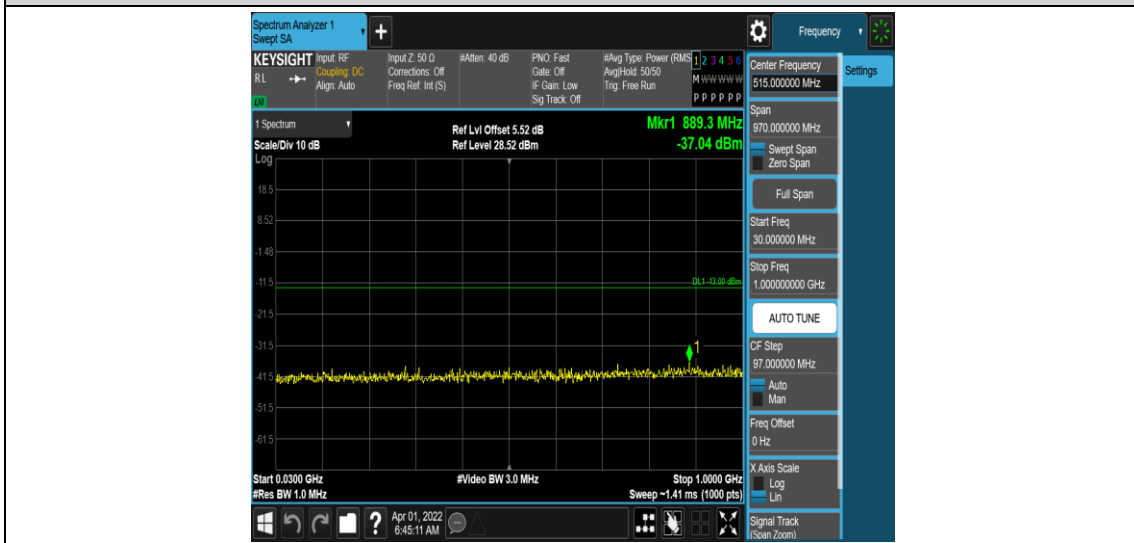 Spectrum Analyzer 1
Swept SA
Frequency
KEYSIGHT
RL
LXI
Input: RF
Coupling: DC
Align: Auto
Input Z: 50 Ω
Corrections: Off
Freq Ref: Int (S)
#Atten: 40 dB
PNO: Fast
Gate: Off
IF Gain: Low
Sig Track: Off
#Avg Type: Power (RMS
Avg|Hold: 50/50
Trig: Free Run
1 2 3 4 5 6
M W W W W W
P P P P P P
1 Spectrum
Scale/Div 10 dB
Ref Lvl Offset 5.52 dB
Ref Level 28.52 dBm
Mkr1 889.3 MHz
-37.04 dBm
Log
18.5
8.52
-1.48
-11.5
DL1 -13.00 dBm
-21.5
-31.5
1
-41.5
-51.5
-61.5
Start 0.0300 GHz
#Video BW 3.0 MHz
Stop 1.0000 GHz
#Res BW 1.0 MHz
Sweep ~1.41 ms (1000 pts)
Center Frequency
515.000000 MHz
Settings
Span
970.000000 MHz
Swept Span
Zero Span
Full Span
Start Freq
30.000000 MHz
Stop Freq
1.000000000 GHz
AUTO TUNE
CF Step
97.000000 MHz
Auto
Man
Freq Offset
0 Hz
X Axis Scale
Log
Lin
Signal Track
(Span Zoom)
?
Apr 01, 2022
6:45:11 AM